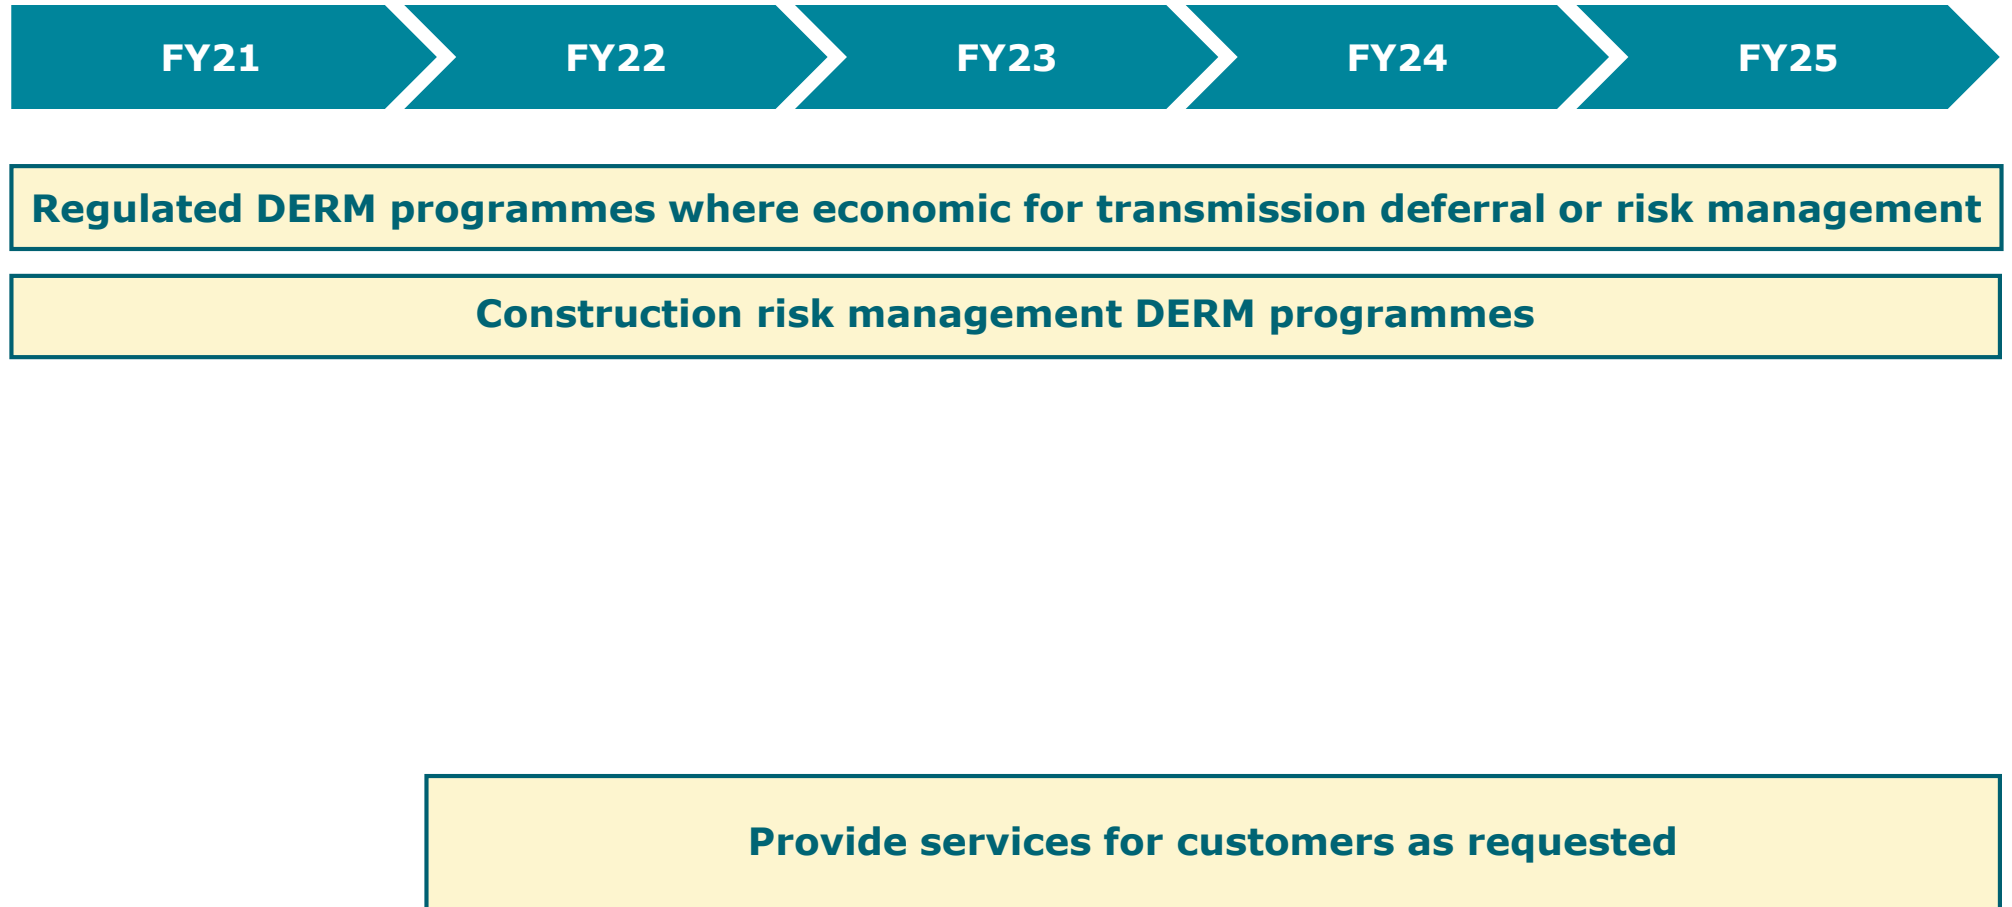 FY21 FY22 FY23 FY24 FY25
Regulated DERM programmes where economic for transmission deferral or risk management
Construction risk management DERM programmes
Provide services for customers as requested